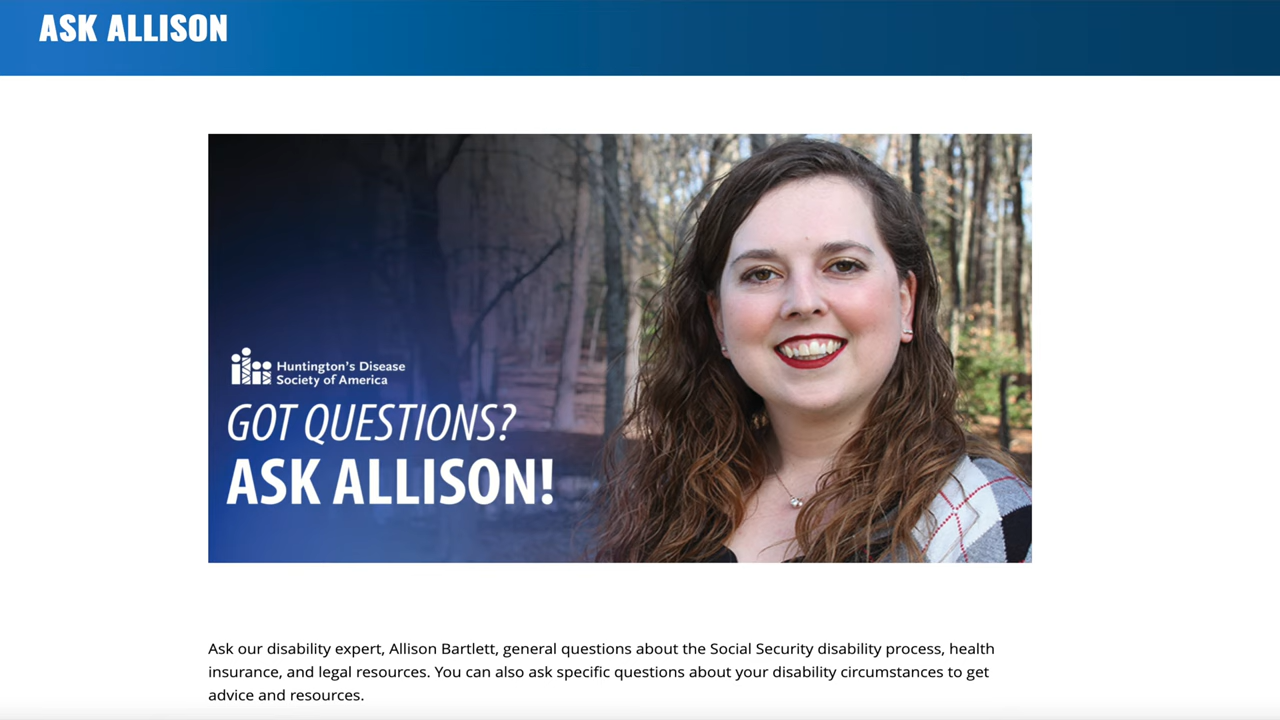 ASK ALLISON
Huntington's Disease
Society of America
GOT QUESTIONS?
ASK ALLISON!
Ask our disability expert, Allison Bartlett, general questions about the Social Security disability process, health
insurance, and legal resources. You can also ask specific questions about your disability circumstances to get
advice and resources.